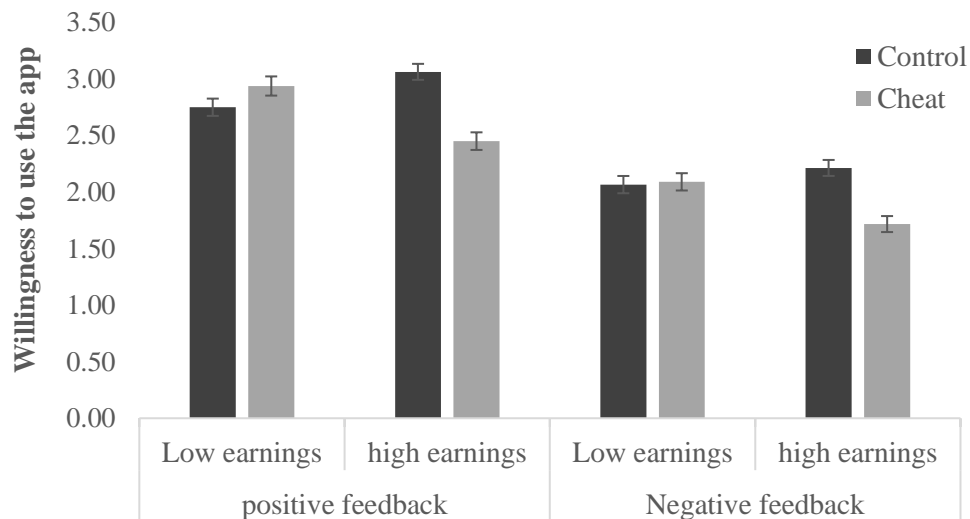 3.50
3.00
2.50
2.00
1.50
1.00
0.50
0.00
Willingness to use the app
Control
Cheat
Low earnings high earnings Low earnings high earnings
positive feedback Negative feedback